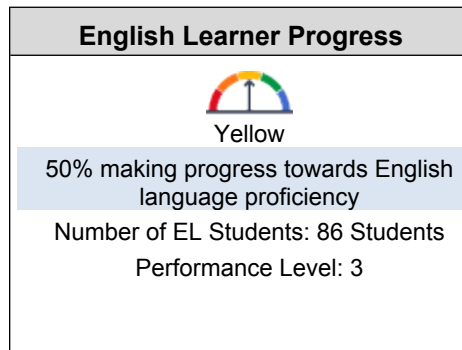 English Learner Progress
Yellow
50% making progress towards English
language proficiency
Number of EL Students: 86 Students
Performance Level: 3